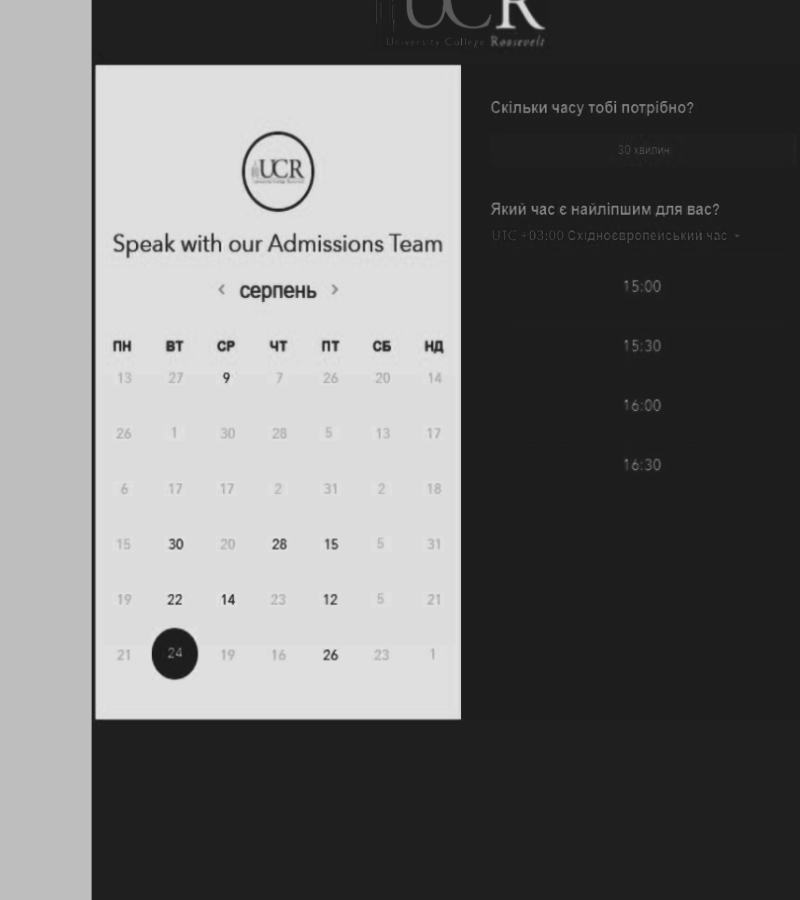 UCR
University College Roosevelt
UCR
Speak with our Admissions Team
‹ серпень ›
ПН ВТ СР ЧТ ПТ СБ НД
13 27 9 7 26 20 14
26 1 30 28 5 13 17
6 17 17 2 31 2 18
15 30 20 28 15 5 31
19 22 14 23 12 5 21
21 24 19 16 26 23 1
Скільки часу тобі потрібно?
30 хвилин
Який час є найліпшим для вас?
UTC +03:00 Східноєвропейський час
15:00
15:30
16:00
16:30